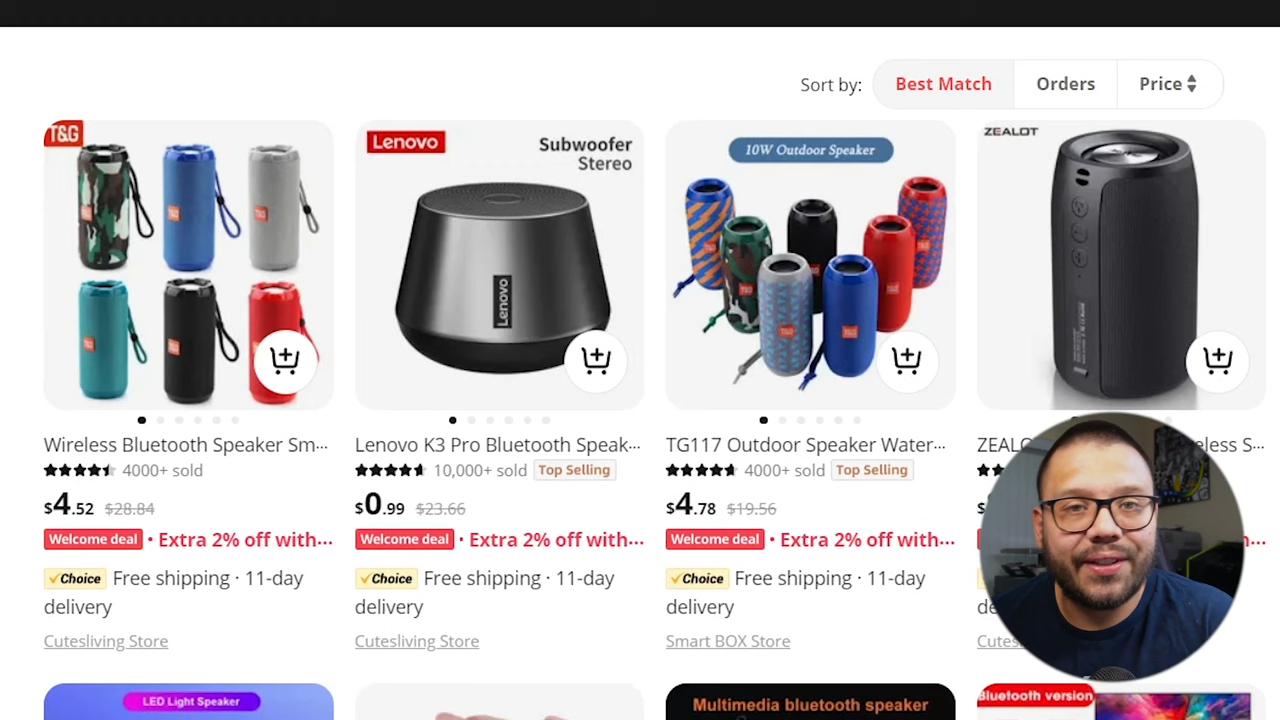 Sort by:
Best Match
Orders
Price
T&G
Lenovo
Subwoofer
Stereo
Lenovo
10W Outdoor Speaker
ZEALOT
Wireless Bluetooth Speaker Sm···
4000+ sold
$4.52 $28.84
Welcome deal • Extra 2% off with···
Choice Free shipping · 11-day
delivery
Cutesliving Store
Lenovo K3 Pro Bluetooth Speak···
10,000+ sold Top Selling
$0.99 $23.66
Welcome deal • Extra 2% off with···
Choice Free shipping · 11-day
delivery
Cutesliving Store
TG117 Outdoor Speaker Water···
4000+ sold Top Selling
$4.78 $19.56
Welcome deal • Extra 2% off with···
Choice Free shipping · 11-day
delivery
Smart BOX Store
LED Light Speaker
Multimedia bluetooth speaker
Bluetooth version